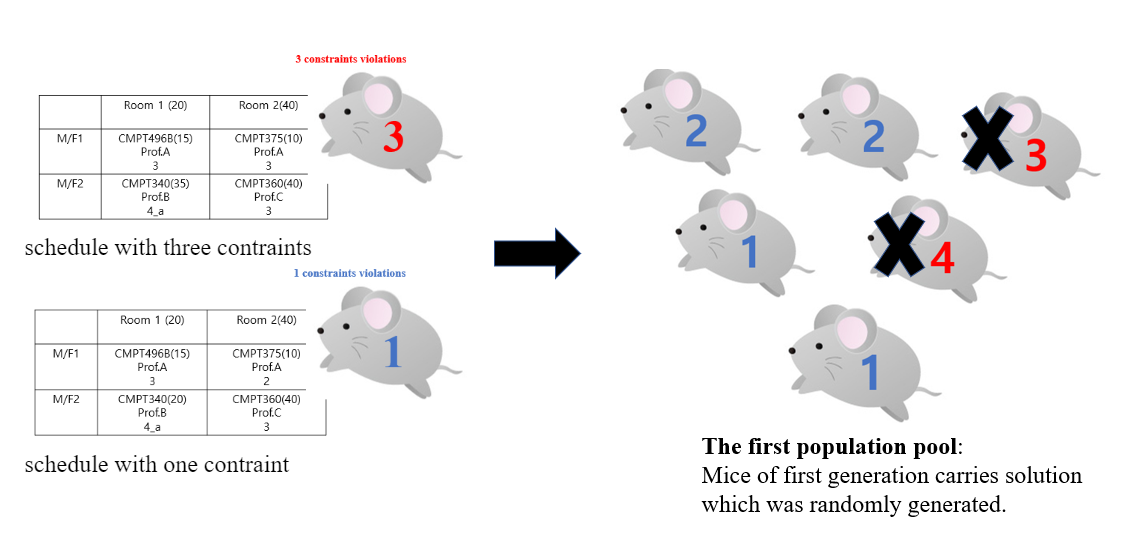 3 constraints violations
Room 1 (20) Room 2(40)
M/F1 CMPT496B(15) CMPT375(10)
Prof.A Prof.A
3 3
M/F2 CMPT340(35) CMPT360(40)
Prof.B Prof.C
4_a 3
3
schedule with three contraints
1 constraints violations
Room 1 (20) Room 2(40)
M/F1 CMPT496B(15) CMPT375(10)
Prof.A Prof.A
3 2
M/F2 CMPT340(20) CMPT360(40)
Prof.B Prof.C
4_a 3
1
schedule with one contraint
2 2 3
1 4
1
The first population pool:
Mice of first generation carries solution
which was randomly generated.